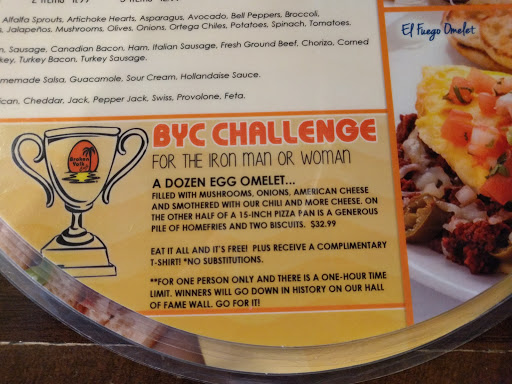 Alfalfa Sprouts, Artichoke Hearts, Asparagus, Avocado, Bell Peppers, Broccoli,
Jalapeños, Mushrooms, Olives, Onions, Ortega Chiles, Potatoes, Spinach, Tomatoes.
Sausage, Canadian Bacon, Ham, Italian Sausage, Fresh Ground Beef, Chorizo, Corned
Turkey Bacon, Turkey Sausage.
Salsa, Guacamole, Sour Cream, Hollandaise Sauce.
Cheddar, Jack, Pepper Jack, Swiss, Provolone, Feta.
El Fuego Omelet
Broken
Yolk
BYC CHALLENGE
FOR THE IRON MAN OR WOMAN
A DOZEN EGG OMELET...
FILLED WITH MUSHROOMS, ONIONS, AMERICAN CHEESE
AND SMOTHERED WITH OUR CHILI AND MORE CHEESE. ON
THE OTHER HALF OF A 15-INCH PIZZA PAN IS A GENEROUS
PILE OF HOMEFRIES AND TWO BISCUITS. $32.99
EAT IT ALL AND IT'S FREE! PLUS RECEIVE A COMPLIMENTARY
T-SHIRT! *NO SUBSTITUTIONS.
**FOR ONE PERSON ONLY AND THERE IS A ONE-HOUR TIME
LIMIT. WINNERS WILL GO DOWN IN HISTORY ON OUR HALL
OF FAME WALL. GO FOR IT!